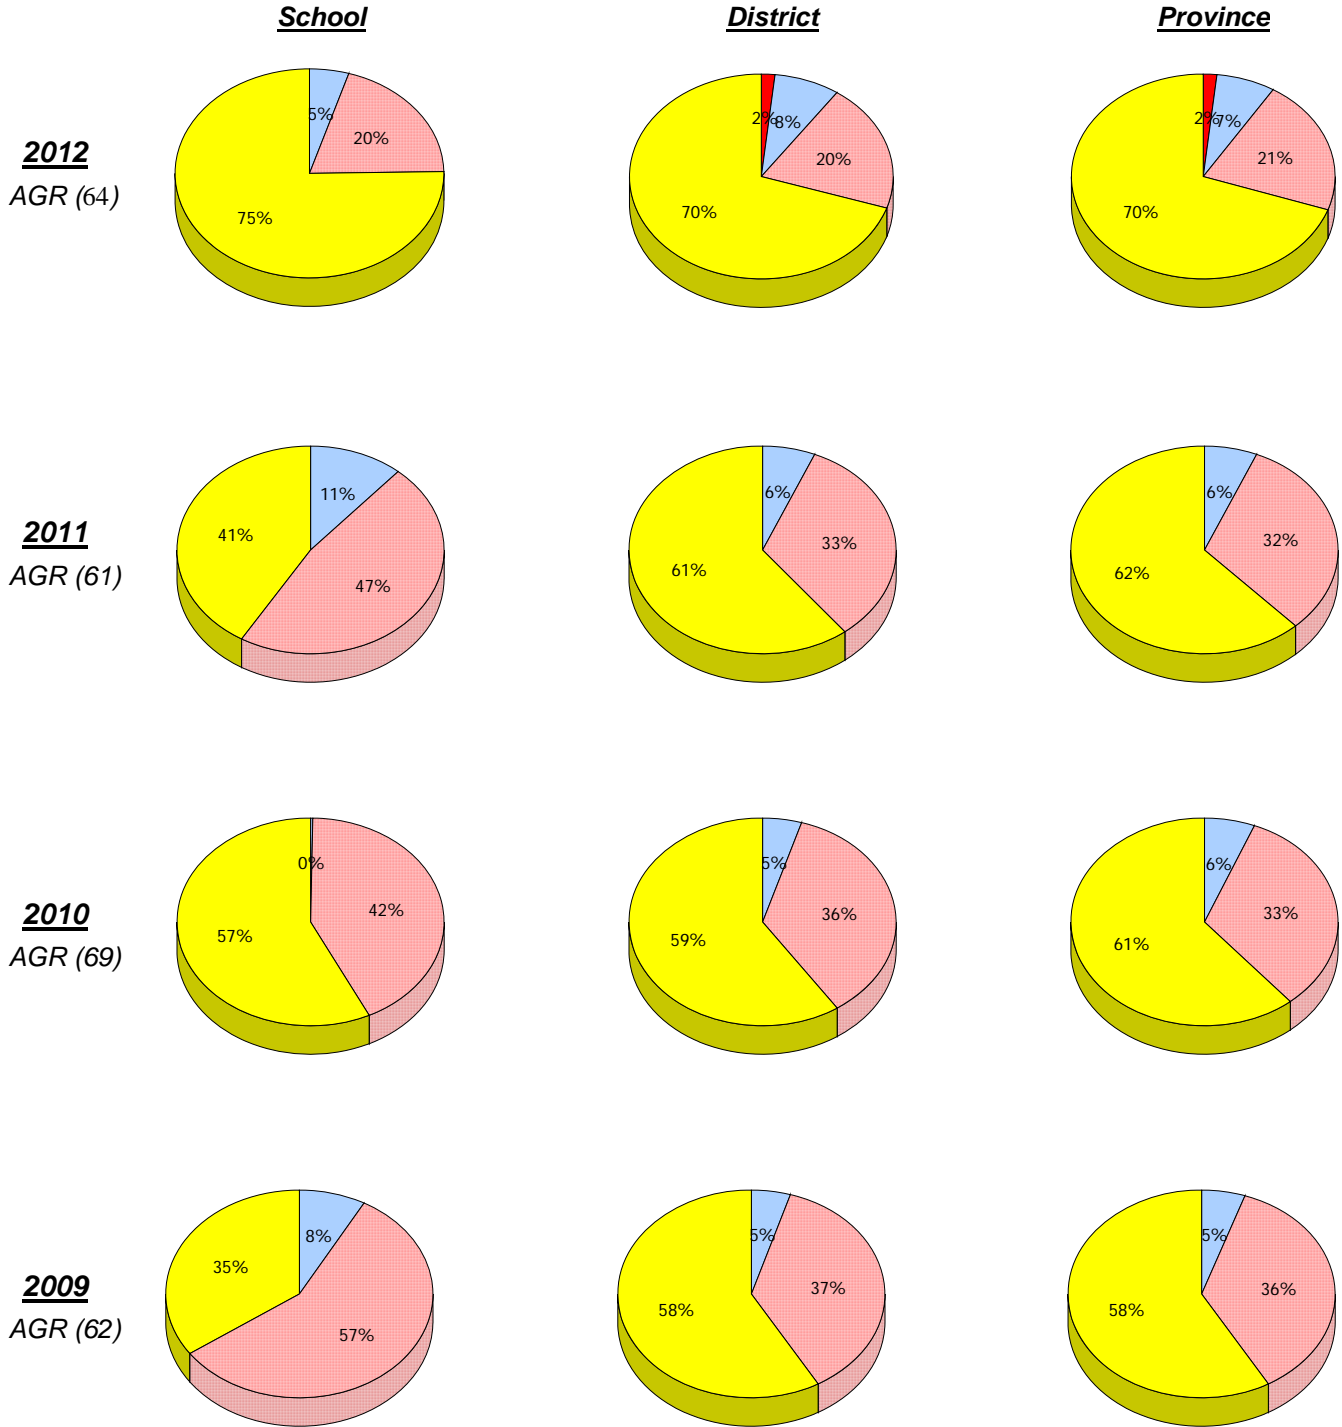 School District Province
5% 20% 75%
2% 8% 20% 70%
2% 7% 21% 70%
2012
AGR (64)
11% 47% 41%
6% 33% 61%
6% 32% 62%
2011
AGR (61)
0% 42% 57%
5% 36% 59%
6% 33% 61%
2010
AGR (69)
8% 57% 35%
5% 37% 58%
5% 36% 58%
2009
AGR (62)